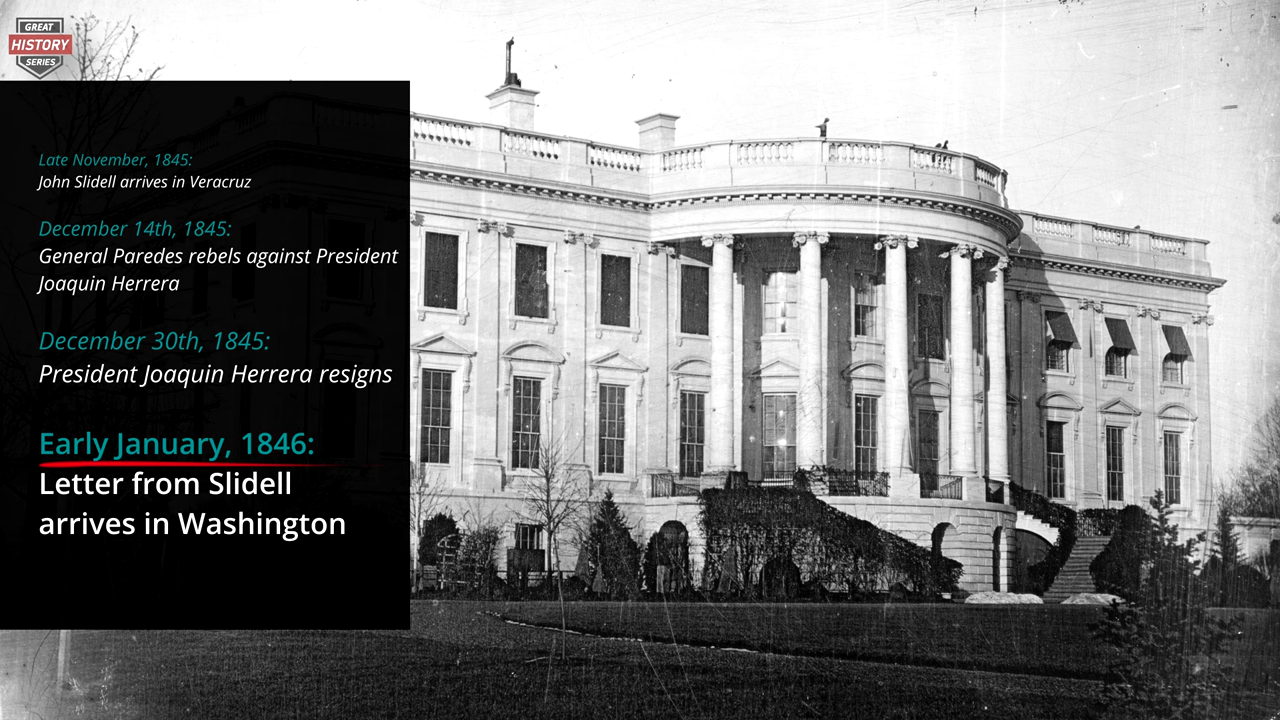 GREAT
HISTORY
SERIES
Late November, 1845:
John Slidell arrives in Veracruz
December 14th, 1845:
General Paredes rebels against President
Joaquin Herrera
December 30th, 1845:
President Joaquin Herrera resigns
Early January, 1846:
Letter from Slidell
arrives in Washington